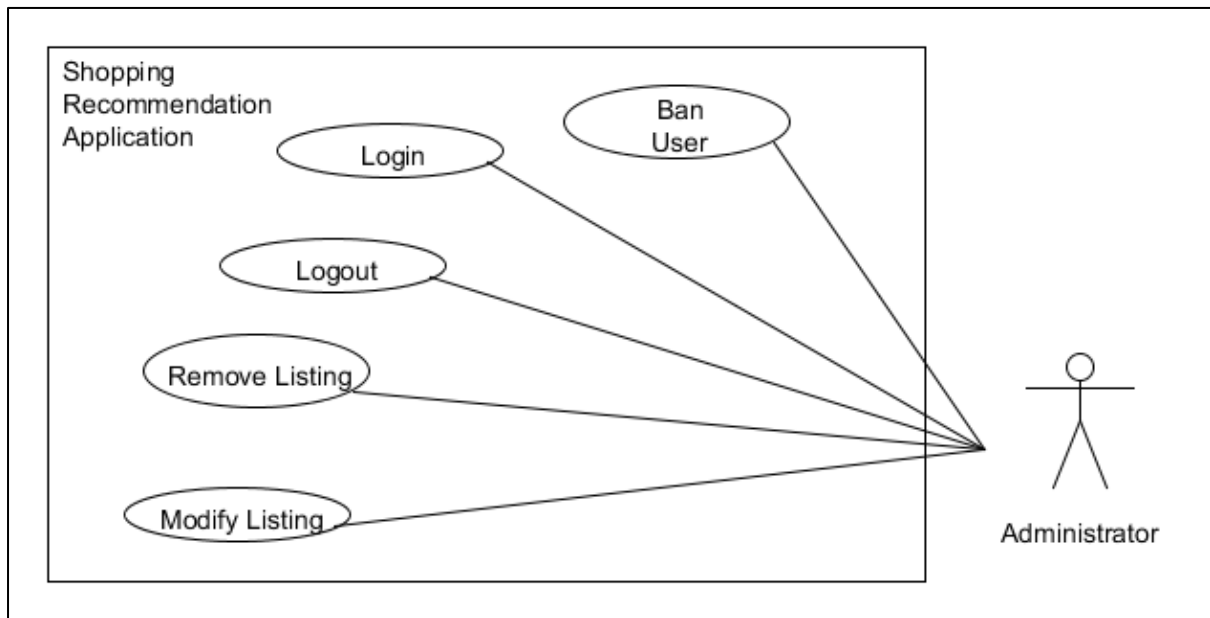 Shopping
Recommendation
Application
Ban
User
Login
Logout
Remove Listing
Modify Listing
Administrator